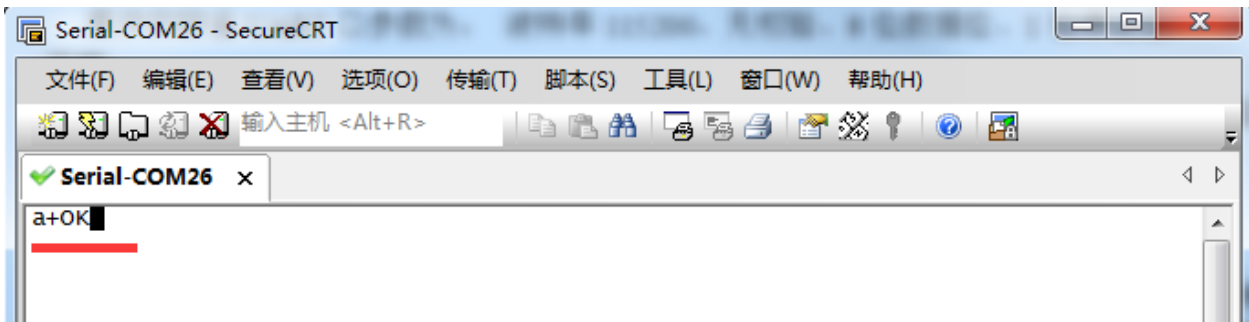 Serial-COM26 - SecureCRT
文件(F) 编辑(E) 查看(V) 选项(O) 传输(T) 脚本(S) 工具(L) 窗口(W) 帮助(H)
输入主机 <Alt+R>
Serial-COM26 x
a+OK